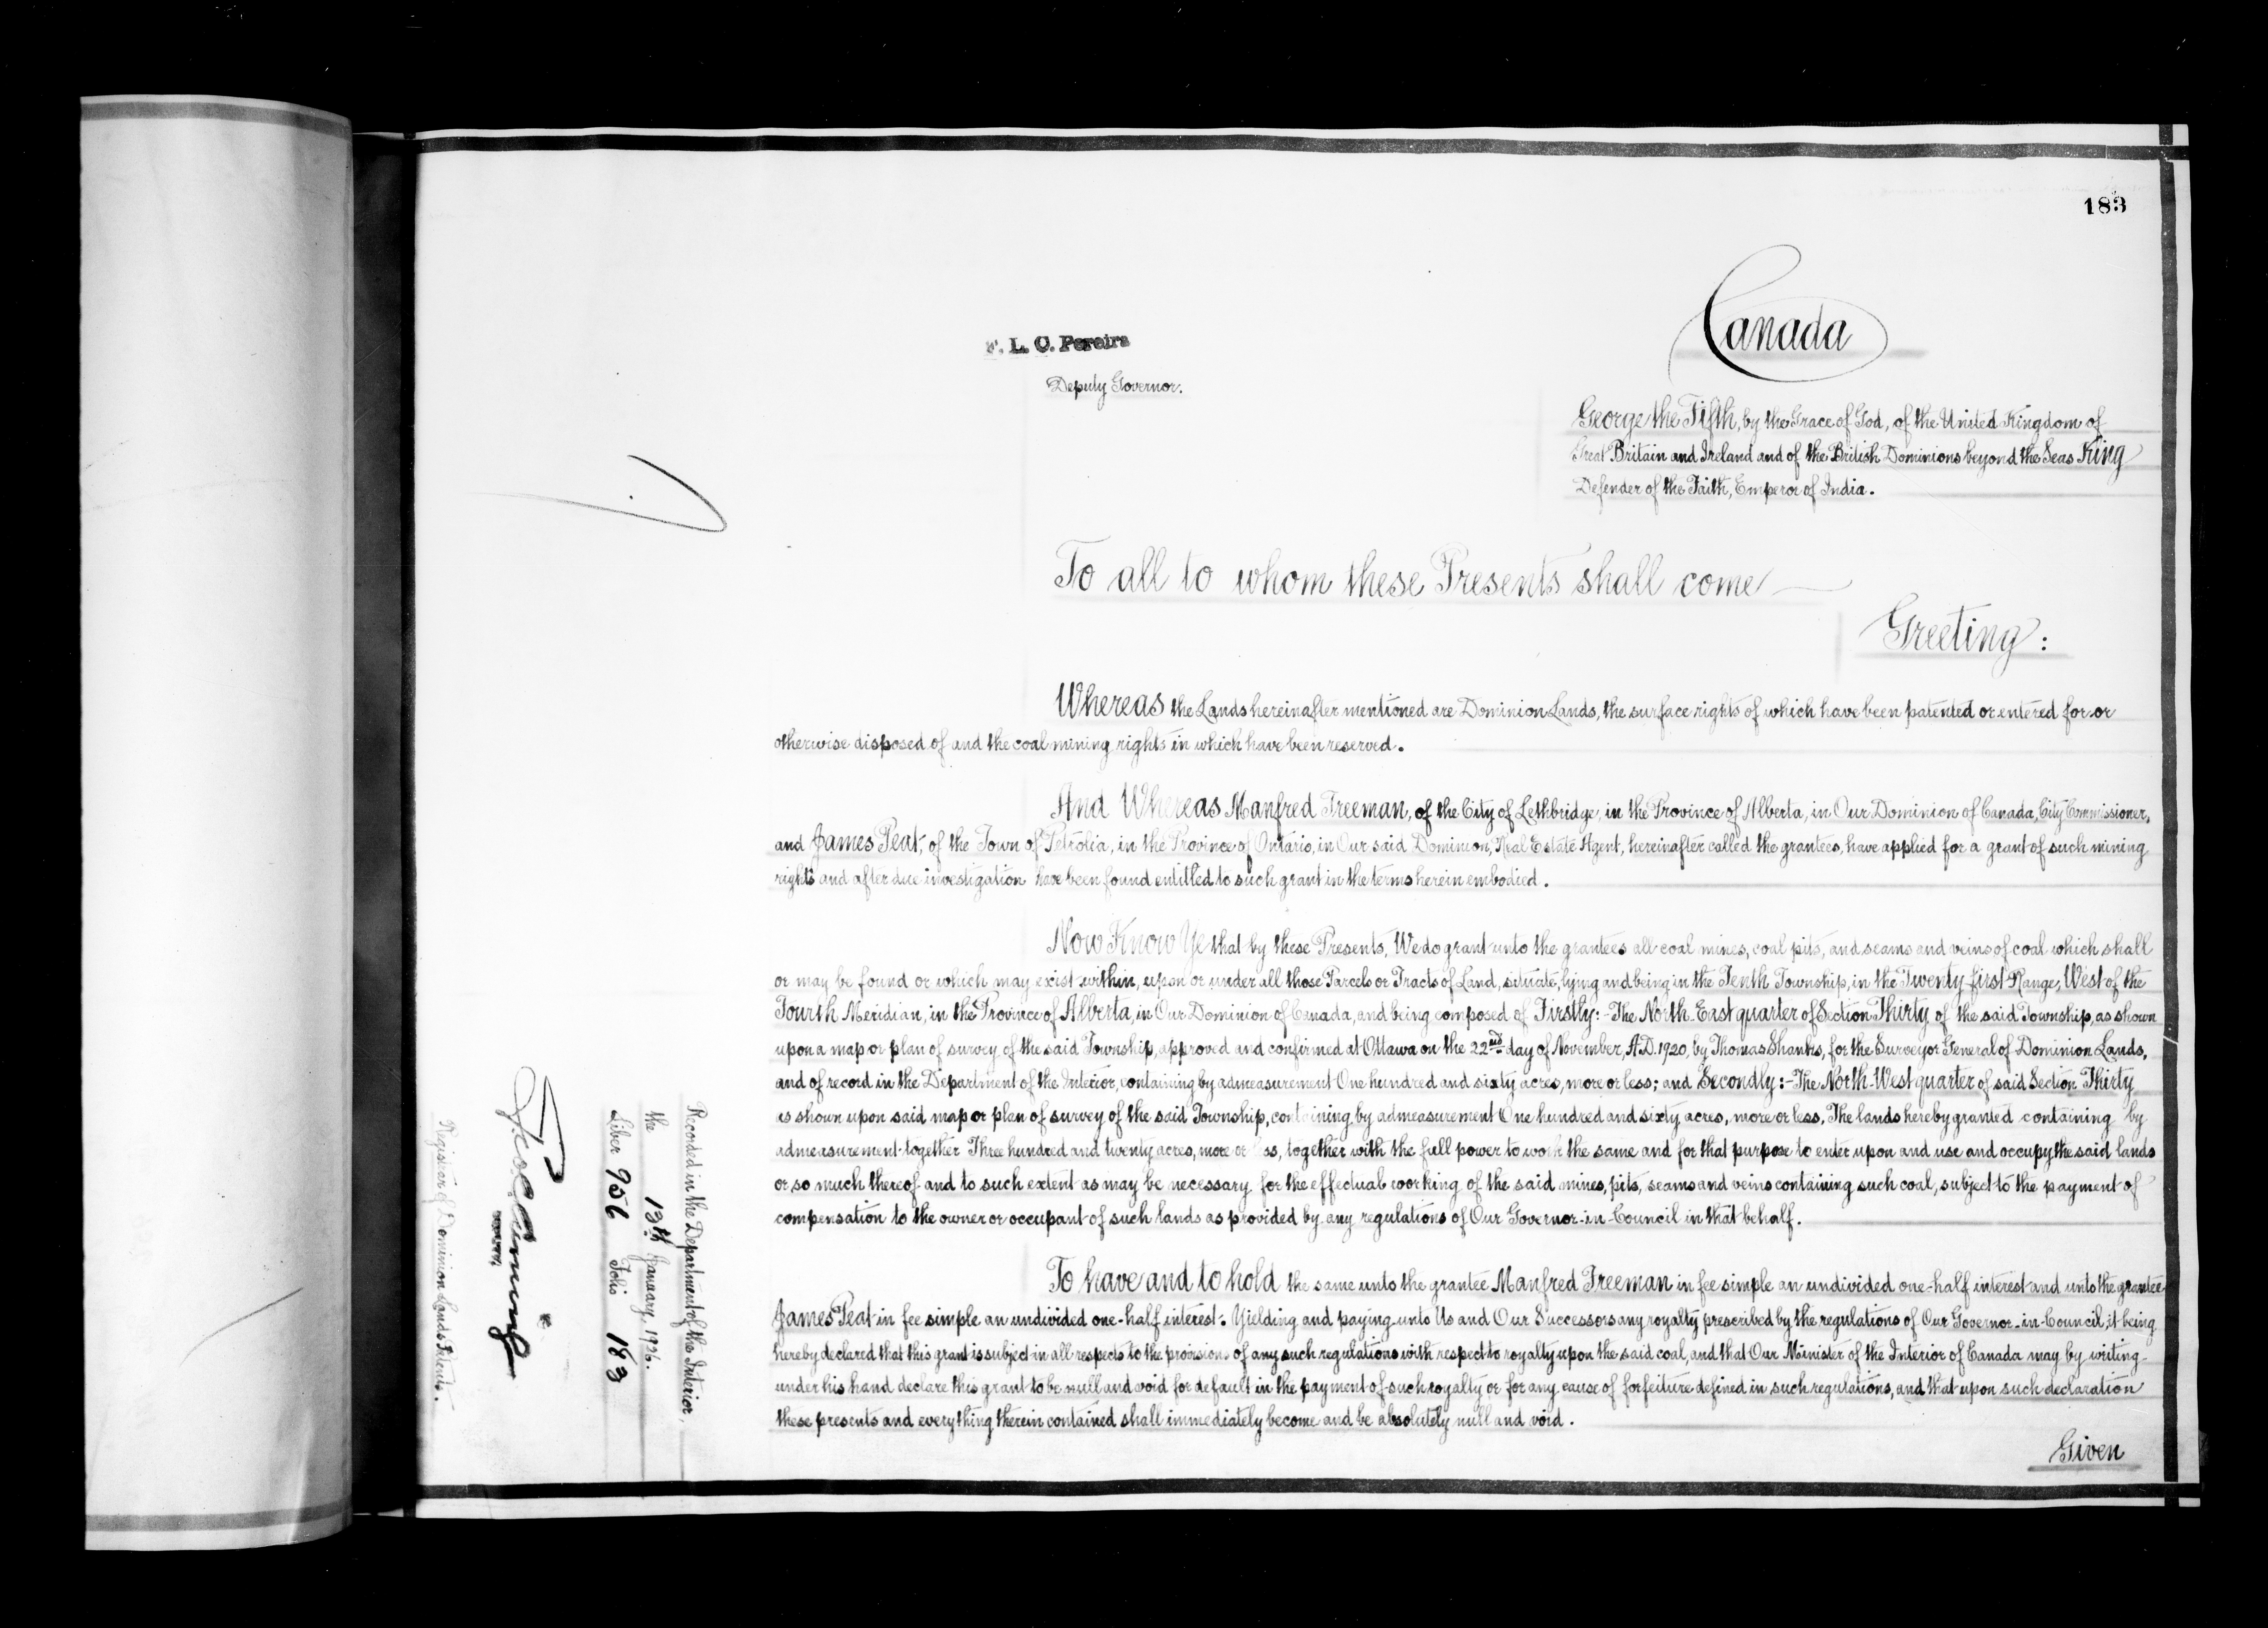 183
Canada
F. L. C. Pereira
Deputy Governor.
George the Fifth, by the Grace of God, of the United Kingdom of
Great Britain and Ireland and of the British Dominions beyond the Seas King
Defender of the Faith, Emperor of India.
To all to whom these Presents shall come
Greeting:
Whereas the Lands hereinafter mentioned are Dominion Lands, the surface rights of which have been patented or entered for or
otherwise disposed of and the coal mining rights in which have been reserved.
And Whereas Manfred Freeman, of the City of Lethbridge, in the Province of Alberta, in Our Dominion of Canada, City Commissioner,
and James Peat, of the Town of Petrolia, in the Province of Ontario, in Our said Dominion, Real Estate Agent, hereinafter called the grantees, have applied for a grant of such mining
rights and after due investigation have been found entitled to such grant in the terms herein embodied.
Now Know Ye that by these Presents, We do grant unto the grantees all coal mines, coal pits, and seams and veins of coal which shall
or may be found or which may exist within, upon or under all those Parcels or Tracts of Land, situate, lying and being in the Tenth Township, in the Twenty-first Range, West of the
Fourth Meridian, in the Province of Alberta, in Our Dominion of Canada, and being composed of Firstly:-The North East quarter of Section Thirty of the said Township, as shown
upon a map or plan of survey of the said Township, approved and confirmed at Ottawa on the 22nd day of November, A.D. 1920, by Thomas Shanks, for the Surveyor General of Dominion Lands,
and of record in the Department of the Interior, containing by admeasurement One hundred and sixty acres, more or less; and Secondly:-The North-West quarter of said Section Thirty
as shown upon said map or plan of survey of the said Township, containing by admeasurement One hundred and sixty acres, more or less. The lands hereby granted containing by
admeasurement together Three hundred and twenty acres, more or less, together with the full power to work the same and for that purpose to enter upon and use and occupy the said lands
or so much thereof and to such extent as may be necessary for the effectual working of the said mines, pits, seams and veins containing such coal, subject to the payment of
compensation to the owner or occupant of such lands as provided by any regulations of Our Governor-in-Council in that behalf.
To have and to hold the same unto the grantee Manfred Freeman in fee simple an undivided one-half interest and unto the grantee
James Peat in fee simple an undivided one-half interest. Yielding and paying unto Us and Our Successors any royalty prescribed by the regulations of Our Governor-in-Council, it being
hereby declared that this grant is subject in all respects to the provisions of any such regulations with respect to royalty upon the said coal, and that Our Minister of the Interior of Canada may by writing
under his hand declare this grant to be null and void for default in the payment of such royalty or for any cause of forfeiture defined in such regulations, and that upon such declaration
these presents and everything therein contained shall immediately become and be absolutely null and void.
Given
Recorded in the Department of the Interior,
the 13th January, 1926.
Liber 956 Folio 183
Registrar of Dominion Lands Patents.